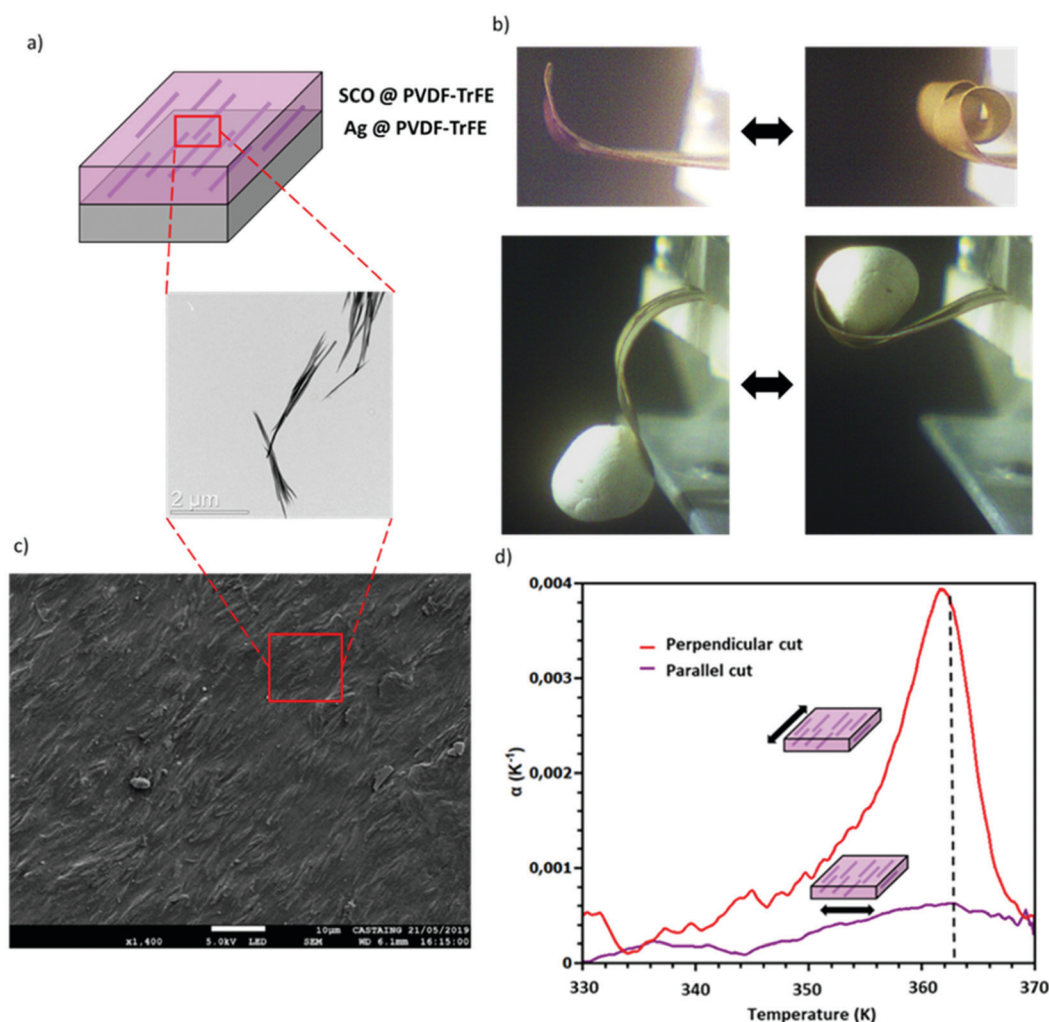 a)
SCO @ PVDF-TrFE
Ag @ PVDF-TrFE
2 µm
b)
c)
10µm CASTAING 21/05/2019
x1,400 5.0kV LED SEM WD 6.1mm 16:15:00
d)
0,004
0,003
0,002
0,001
0
α (K⁻¹)
Perpendicular cut
Parallel cut
330 340 350 360 370
Temperature (K)